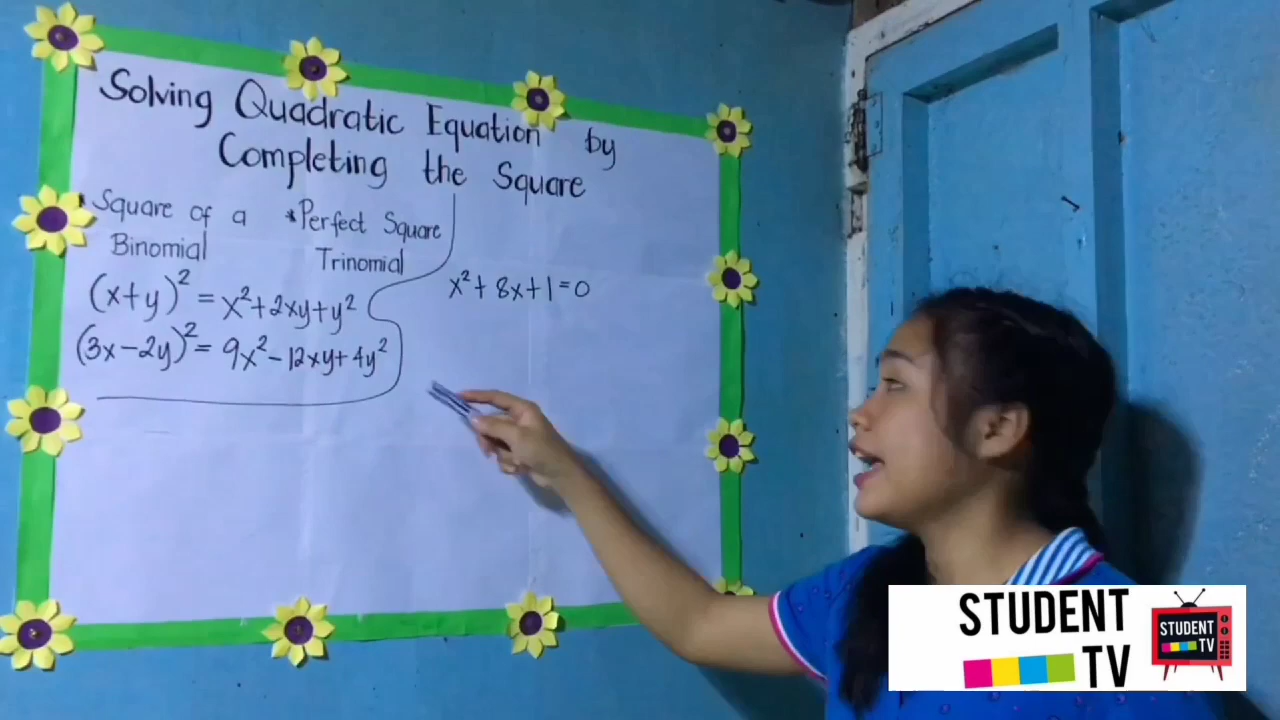 Solving Quadratic Equation by
Completing the Square
Square of a
Binomial
*Perfect Square
Trinomial
(x+y)² = x²+2xy+y²
(3x-2y)² = 9x²-12xy+4y²
x²+8x+1=0
STUDENT
TV
STUDENT
TV